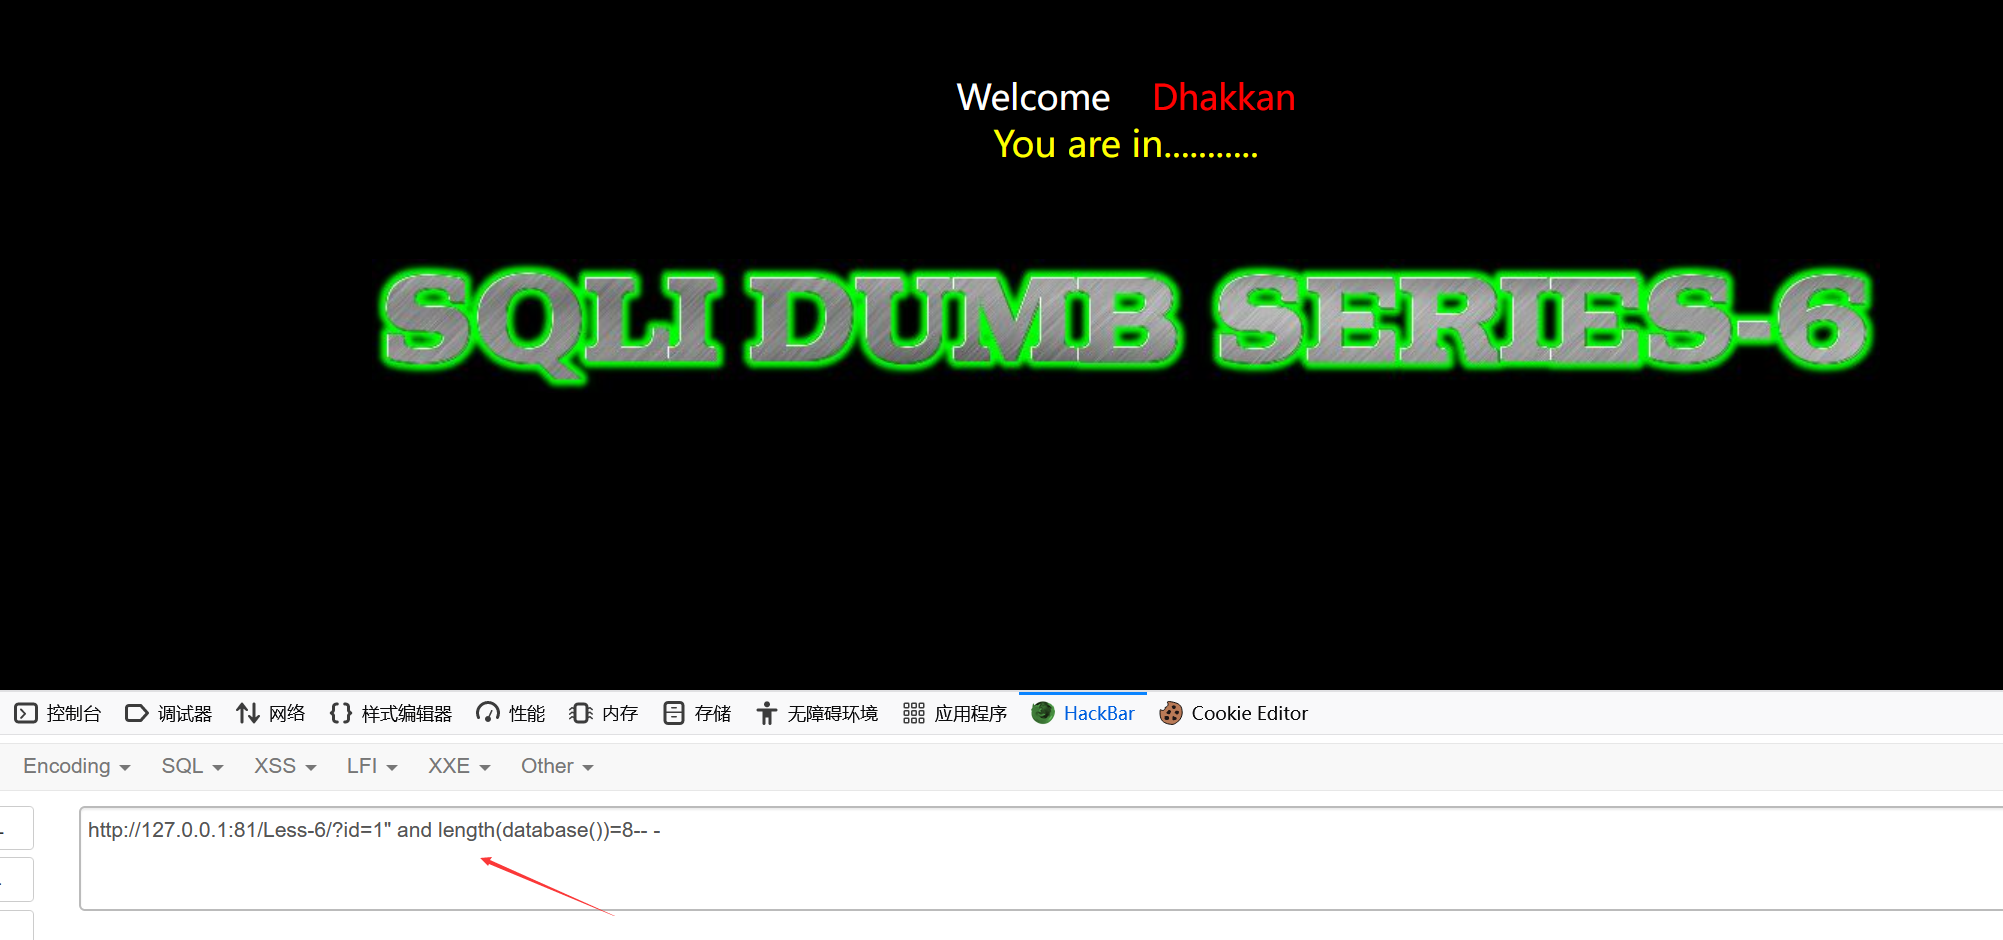 Welcome Dhakkan
You are in...........
SQLI DUMB SERIES-6
控制台 调试器 网络 样式编辑器 性能 内存 存储 无障碍环境 应用程序 HackBar Cookie Editor
Encoding SQL XSS LFI XXE Other
http://127.0.0.1:81/Less-6/?id=1" and length(database())=8-- -